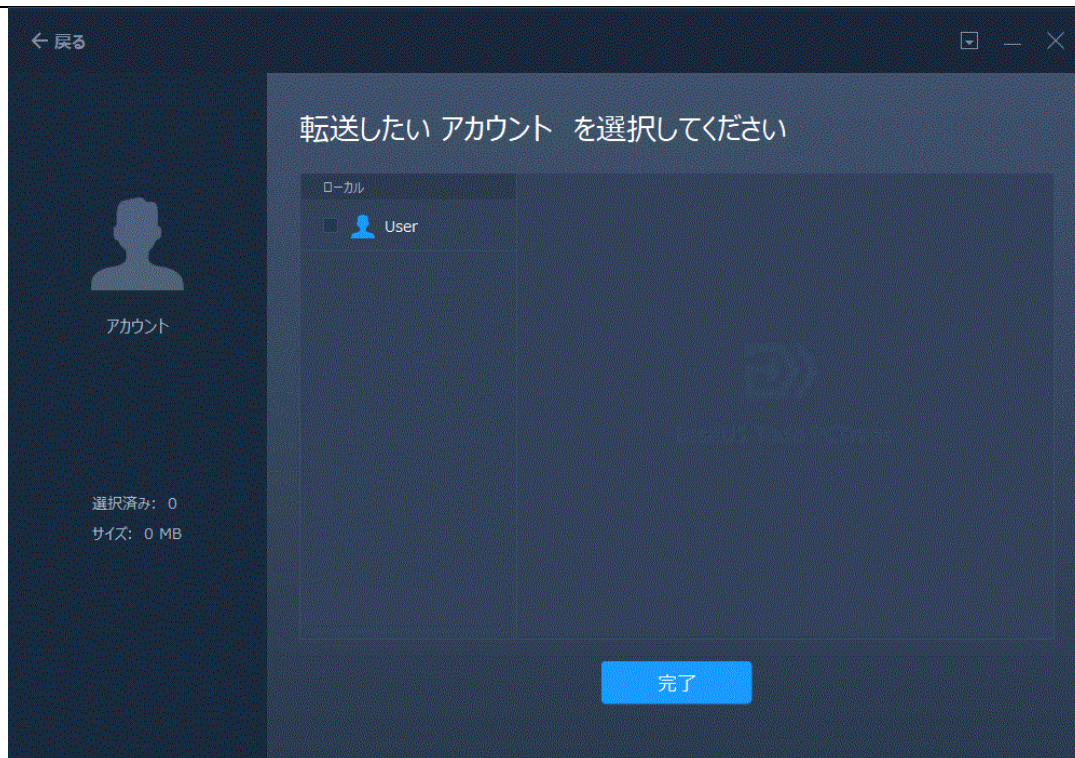 戻る
転送したい アカウント を選択してください
ローカル
User
アカウント
選択済み: 0
サイズ: 0 MB
完了